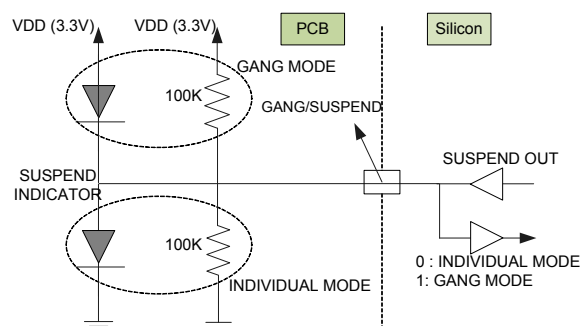 VDD (3.3V) VDD (3.3V)
PCB
Silicon
GANG MODE
100K
GANG/SUSPEND
SUSPEND OUT
SUSPEND
INDICATOR
100K
0 : INDIVIDUAL MODE
1: GANG MODE
INDIVIDUAL MODE